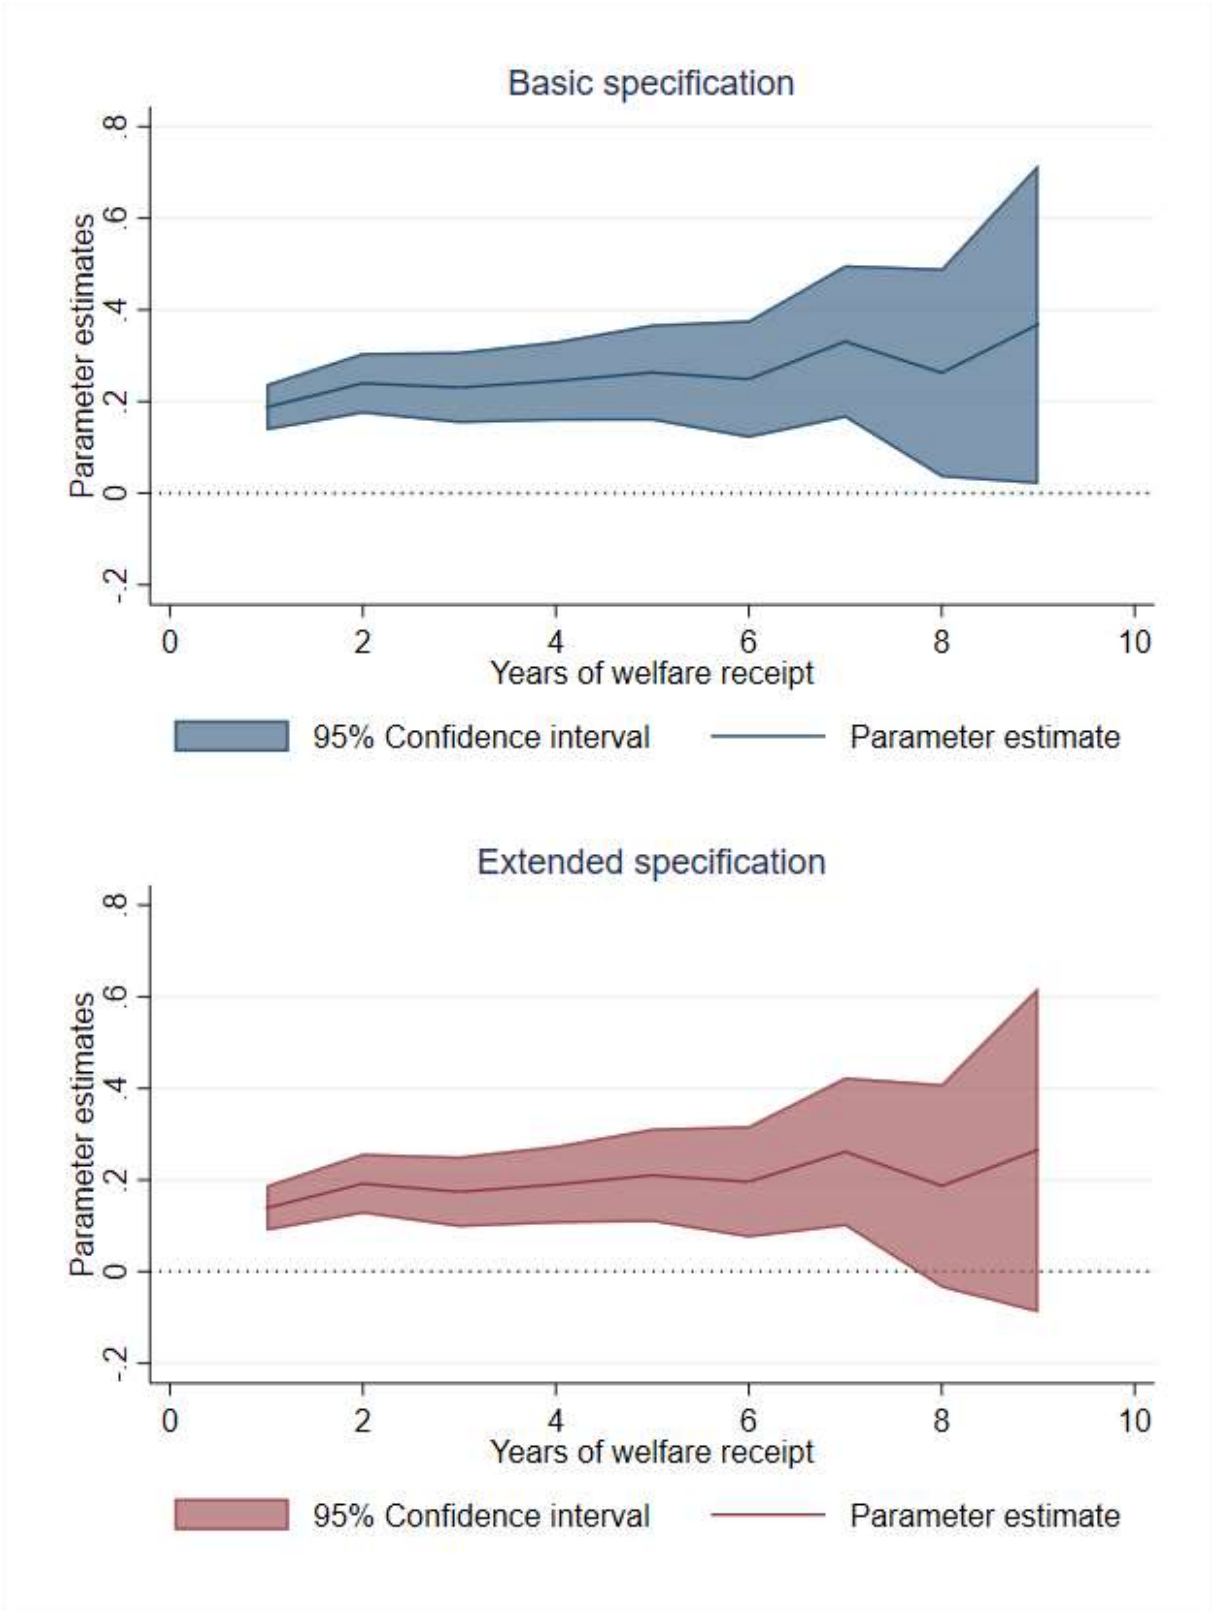 Basic specification
Parameter estimates
.8
.6
.4
.2
0
-.2
0 2 4 6 8 10
Years of welfare receipt
95% Confidence interval Parameter estimate
Extended specification
Parameter estimates
.8
.6
.4
.2
0
-.2
0 2 4 6 8 10
Years of welfare receipt
95% Confidence interval Parameter estimate